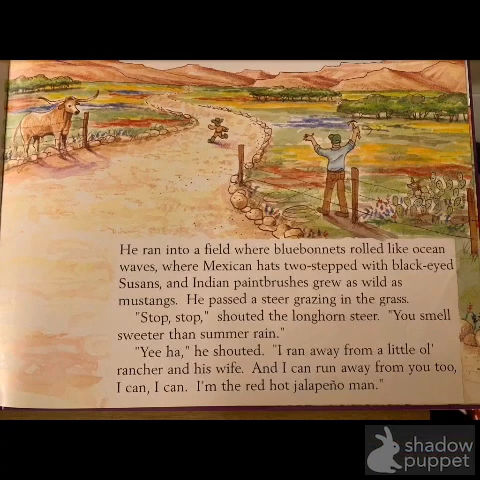 He ran into a field where bluebonnets rolled like ocean
waves, where Mexican hats two-stepped with black-eyed
Susans, and Indian paintbrushes grew as wild as
mustangs. He passed a steer grazing in the grass.
"Stop, stop," shouted the longhorn steer. "You smell
sweeter than summer rain."
"Yee ha," he shouted. "I ran away from a little ol'
rancher and his wife. And I can run away from you too,
I can, I can. I'm the red hot jalapeño man."
shadow
puppet